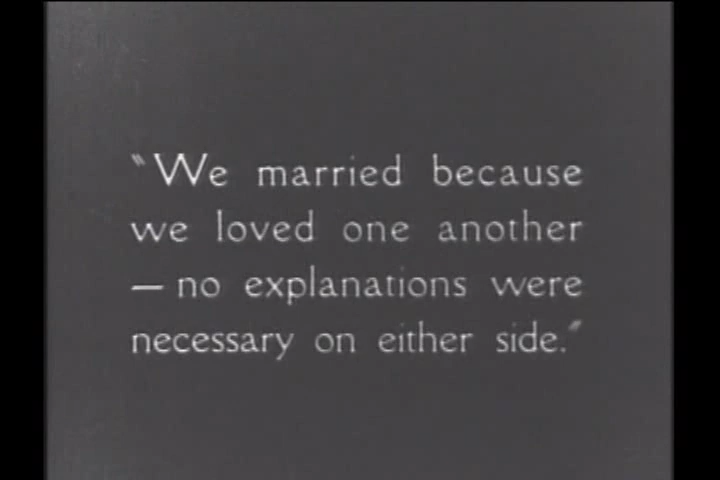 "We married because
we loved one another
— no explanations were
necessary on either side."